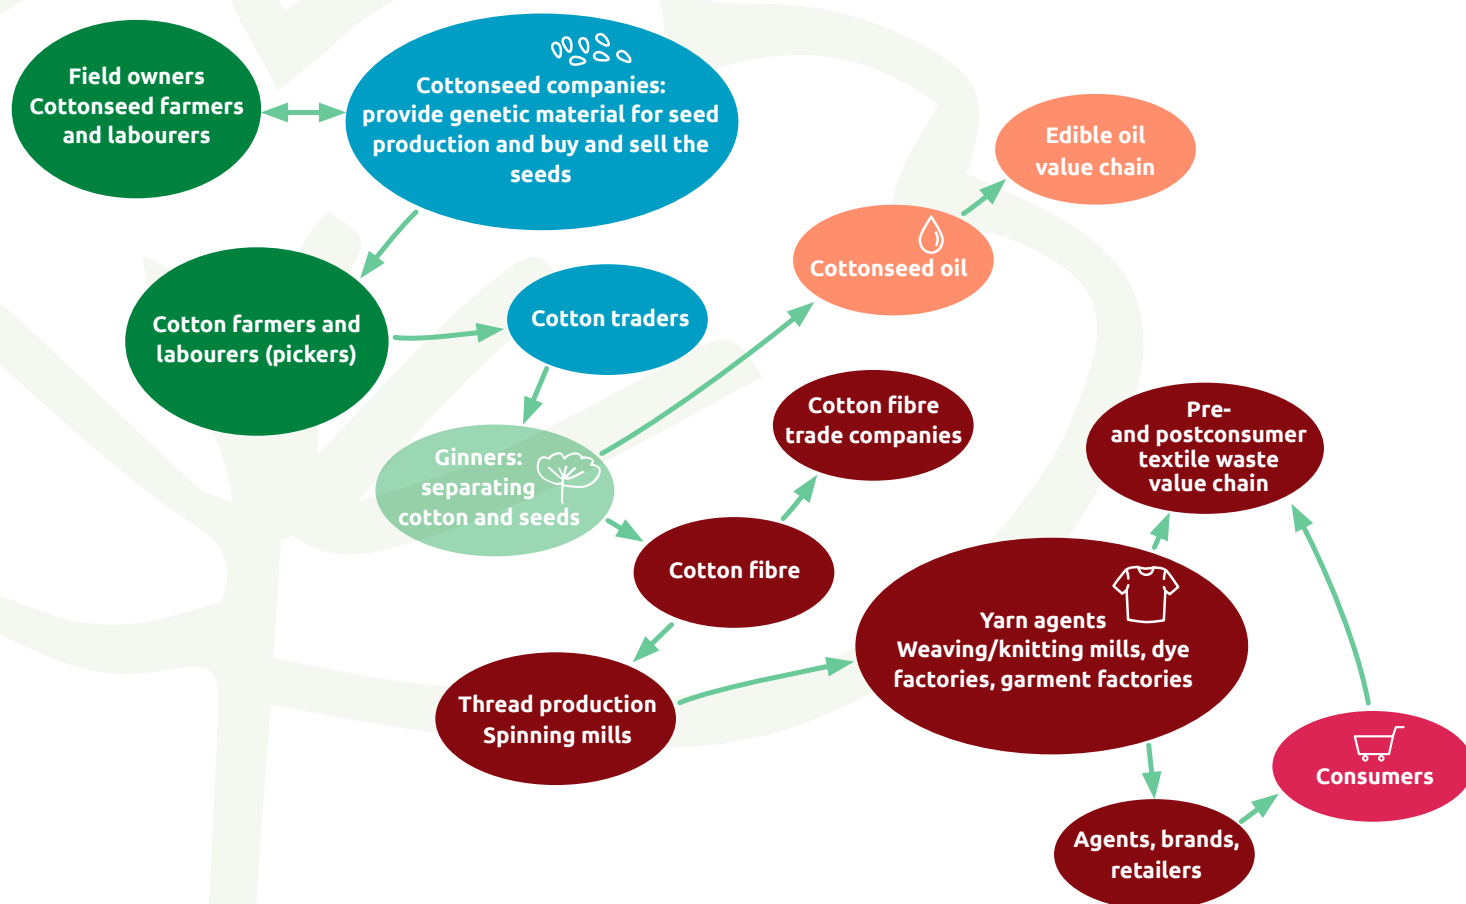 Field owners
Cottonseed farmers
and labourers
Cottonseed companies:
provide genetic material for seed
production and buy and sell the
seeds
Edible oil
value chain
Cottonseed oil
Cotton farmers and
labourers (pickers)
Cotton traders
Cotton fibre
trade companies
Pre-
and postconsumer
textile waste
value chain
Ginners:
separating
cotton and seeds
Cotton fibre
Yarn agents
Weaving/knitting mills, dye
factories, garment factories
Thread production
Spinning mills
Consumers
Agents, brands,
retailers